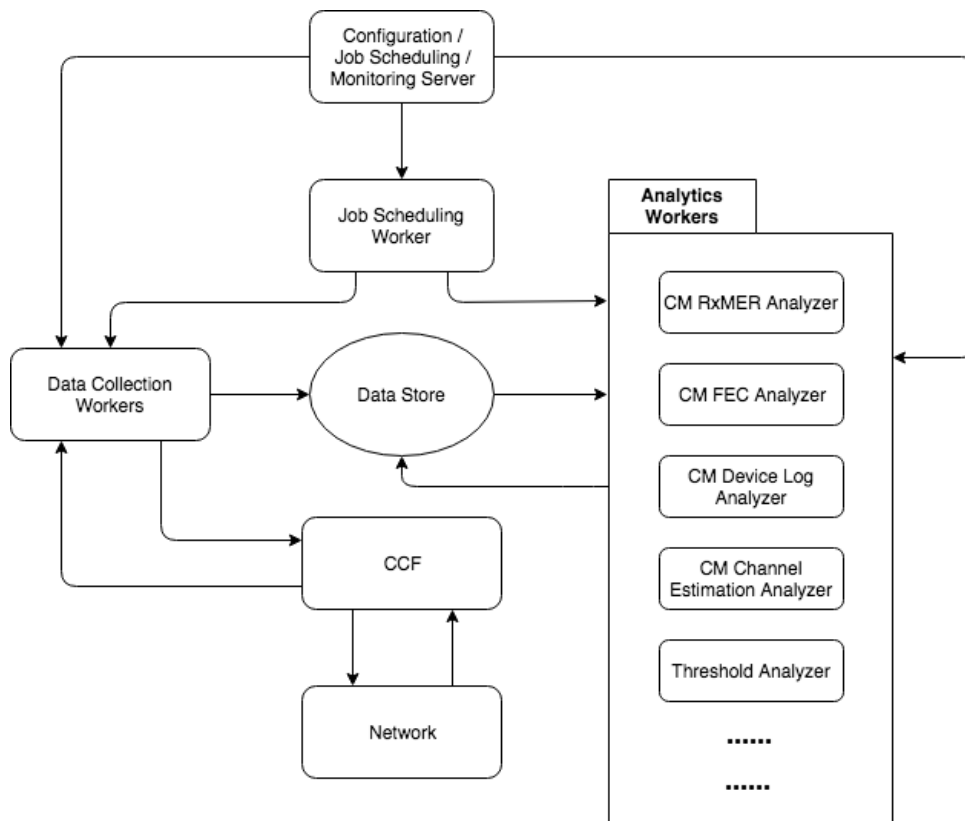 Configuration /
Job Scheduling /
Monitoring Server
Job Scheduling
Worker
Analytics
Workers
CM RxMER Analyzer
Data Collection
Workers
Data Store
CM FEC Analyzer
CM Device Log
Analyzer
CCF
CM Channel
Estimation Analyzer
Threshold Analyzer
Network
......
......